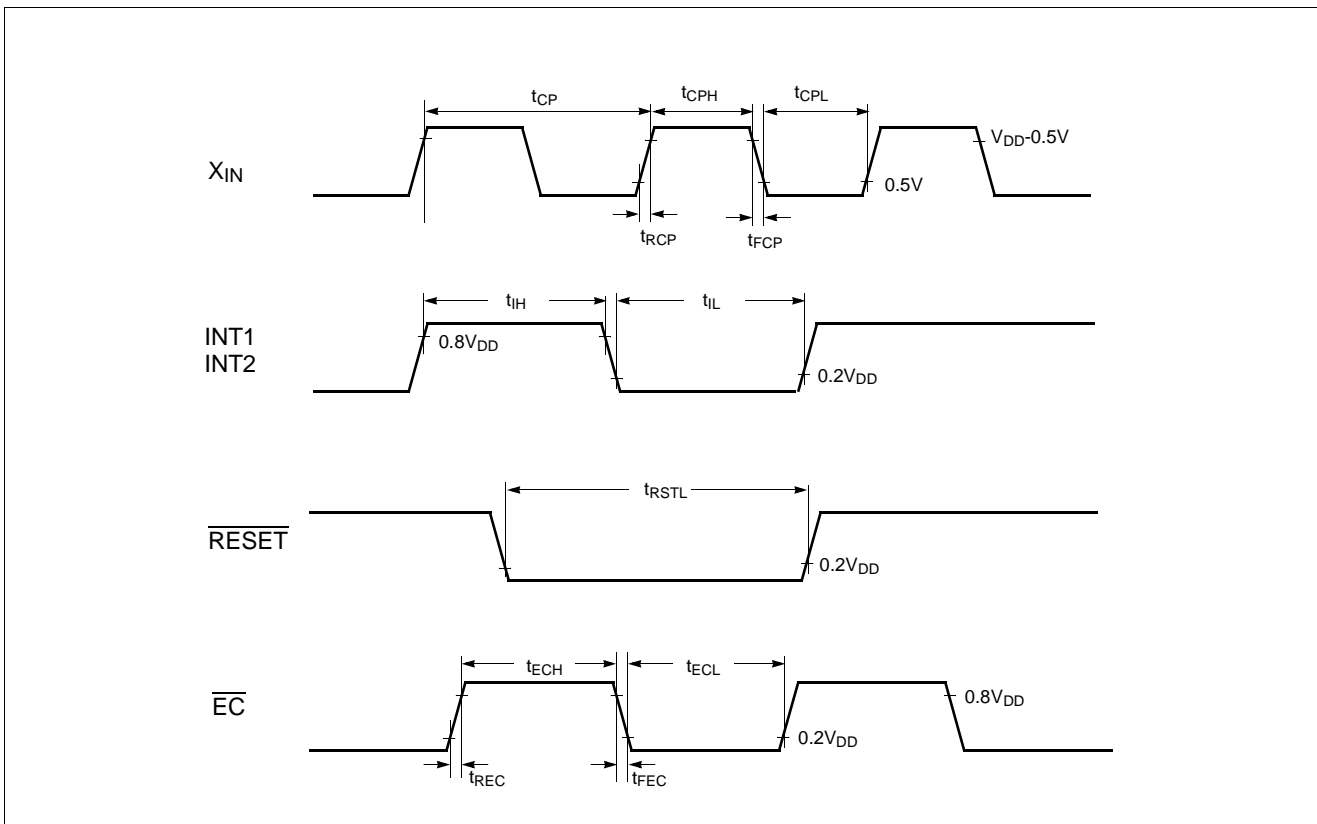 tCP
tCPH
tCPL
XIN
VDD-0.5V
0.5V
tRCP
tFCP
tIH
tIL
INT1
INT2
0.8VDD
0.2VDD
tRSTL
RESET
0.2VDD
tECH
tECL
EC
0.8VDD
0.2VDD
tREC
tFEC